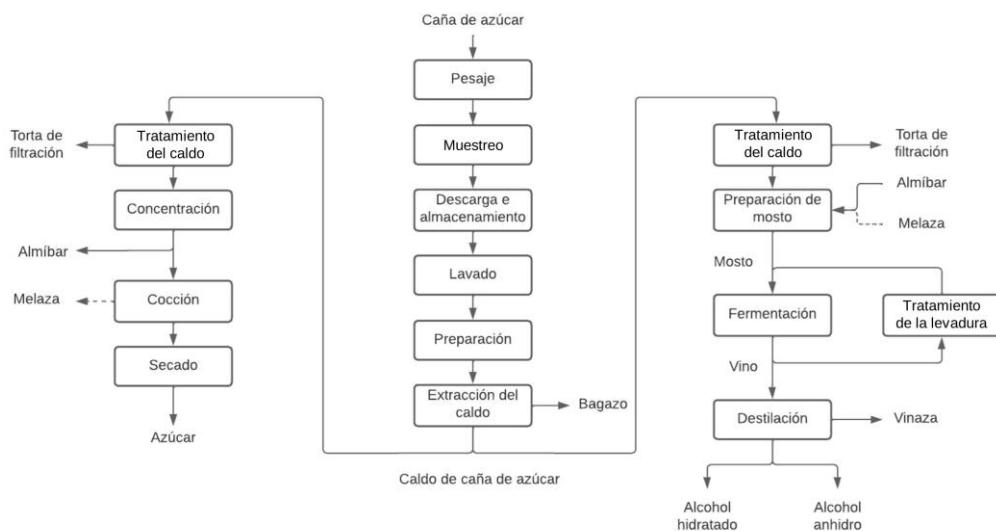 Caña de azúcar
Pesaje
Muestreo
Descarga e
almacenamiento
Lavado
Preparación
Extracción del
caldo
Bagazo
Caldo de caña de azúcar
Tratamiento
del caldo
Torta de
filtración
Concentración
Almíbar
Cocción
Melaza
Secado
Azúcar
Tratamiento
del caldo
Torta de
filtración
Preparación de
mosto
Almíbar
Melaza
Mosto
Fermentación
Tratamiento
de la levadura
Vino
Destilación
Vinaza
Alcohol
hidratado
Alcohol
anhidro